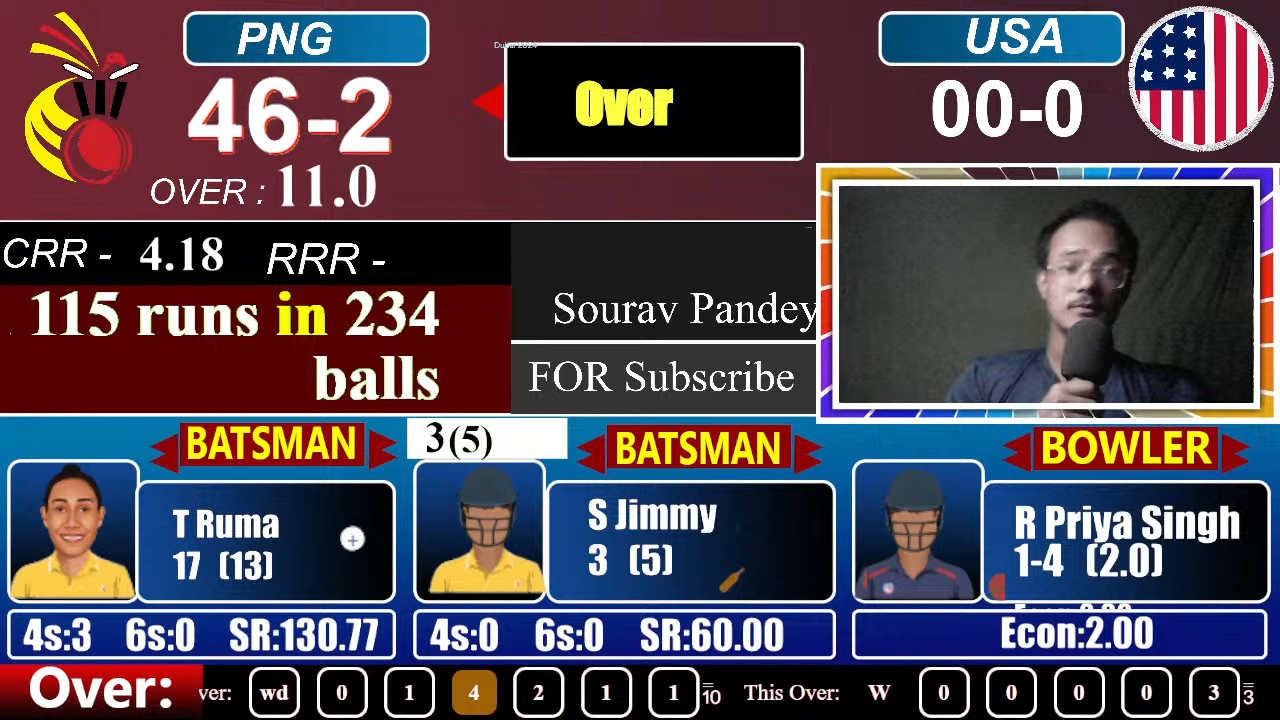 PNG
46-2
OVER : 11.0
Dubai 2024
Over
USA
00-0
CRR - 4.18 RRR -
115 runs in 234
balls
Sourav Pandey
FOR Subscribe
BATSMAN
3(5)
BATSMAN
BOWLER
T Ruma
17 (13)
S Jimmy
3 (5)
R Priya Singh
1-4 (2.0)
4s:3 6s:0 SR:130.77
4s:0 6s:0 SR:60.00
Econ:2.00
Over: ver: wd 0 1 4 2 1 1 =10 This Over: W 0 0 0 0 3 =3